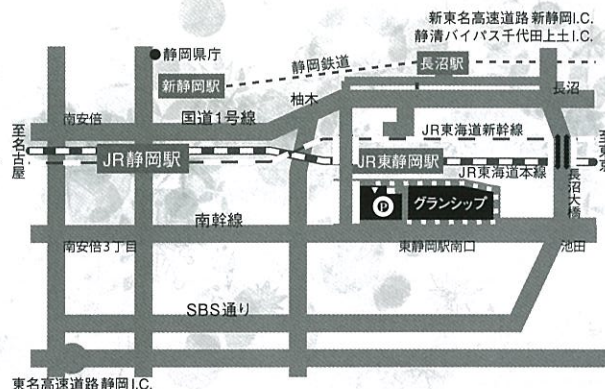 新東名高速道路 新静岡I.C.
静清バイパス千代田上土I.C.
静岡県庁
静岡鉄道
長沼駅
新静岡駅
柚木
長沼
南安倍
国道1号線
JR東海道新幹線
至名古屋
JR静岡駅
JR東静岡駅
至東京
JR東海道本線
長沼大橋
P
グランシップ
南幹線
南安倍3丁目
東静岡駅南口
池田
SBS通り
東名高速道路 静岡I.C.